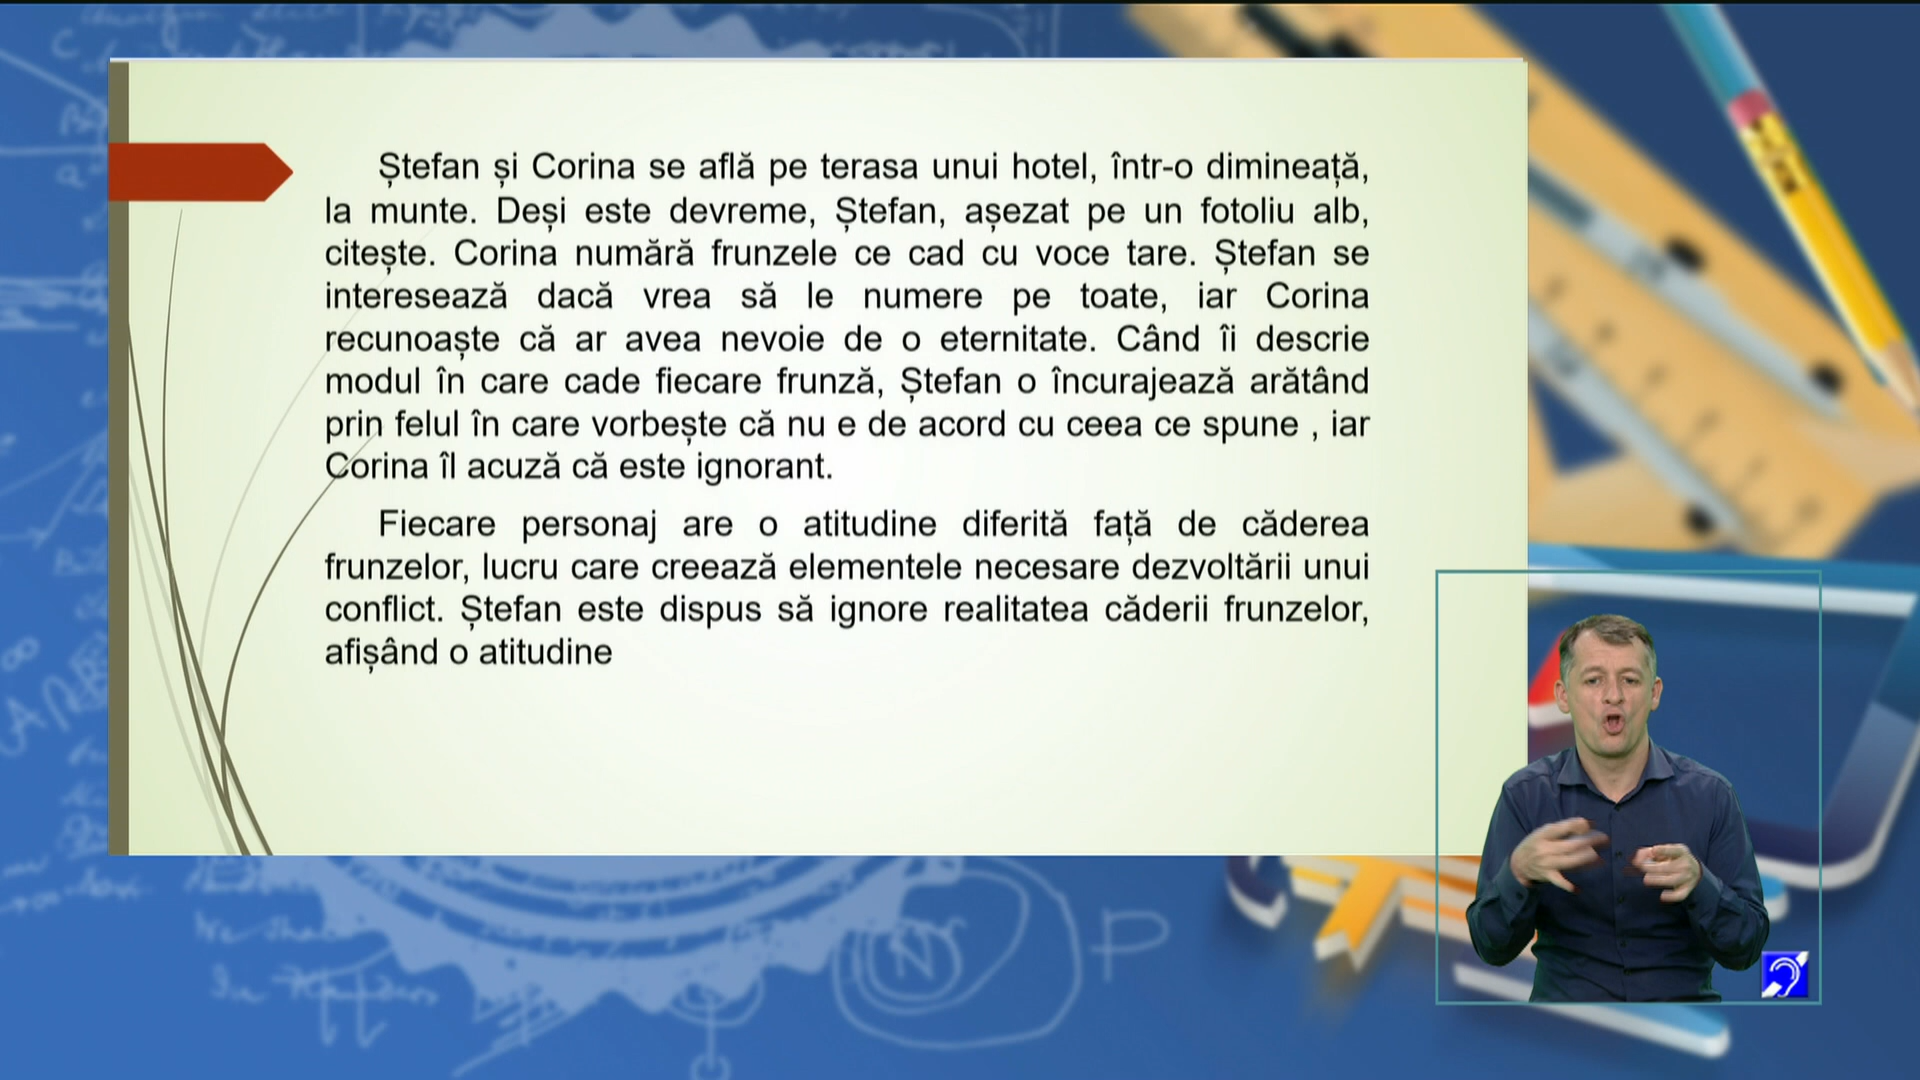 Ștefan și Corina se află pe terasa unui hotel, într-o dimineață,
la munte. Deși este devreme, Ștefan, așezat pe un fotoliu alb,
citește. Corina numără frunzele ce cad cu voce tare. Ștefan se
interesează dacă vrea să le numere pe toate, iar Corina
recunoaște că ar avea nevoie de o eternitate. Când îi descrie
modul în care cade fiecare frunză, Ștefan o încurajează arătând
prin felul în care vorbește că nu e de acord cu ceea ce spune , iar
Corina îl acuză că este ignorant.
Fiecare personaj are o atitudine diferită față de căderea
frunzelor, lucru care creează elementele necesare dezvoltării unui
conflict. Ștefan este dispus să ignore realitatea căderii frunzelor,
afișând o atitudine
N
P